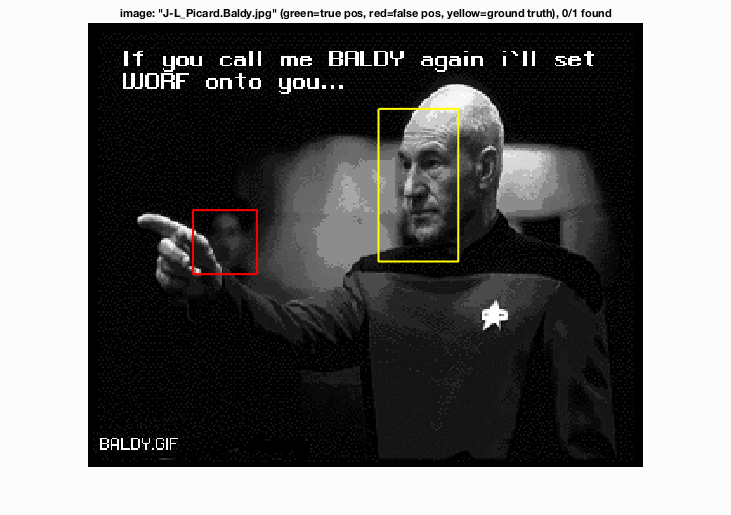 image: "J-L_Picard.Baldy.jpg" (green=true pos, red=false pos, yellow=ground truth), 0/1 found
If you call me BALDY again i`ll set
WORF onto you...
BALDY.GIF